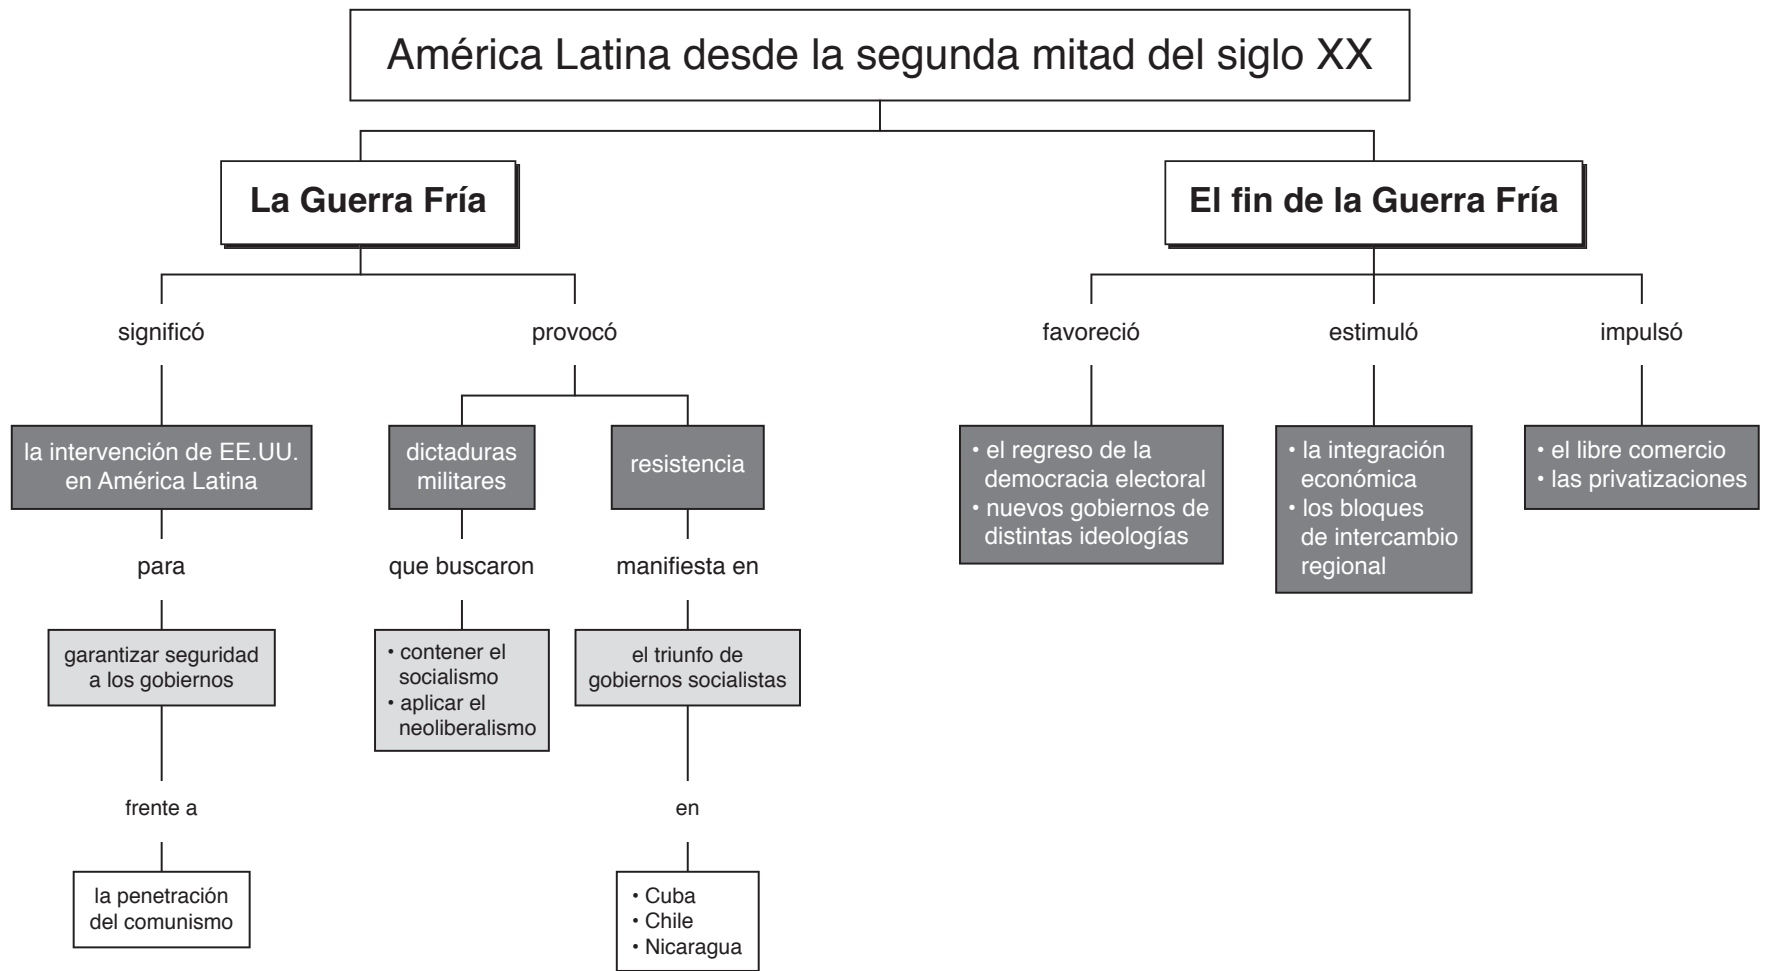 América Latina desde la segunda mitad del siglo XX
La Guerra Fría
El fin de la Guerra Fría
significó
provocó
favoreció
estimuló
impulsó
la intervención de EE.UU.
en América Latina
dictaduras
militares
resistencia
• el regreso de la
democracia electoral
• nuevos gobiernos de
distintas ideologías
• la integración
económica
• los bloques
de intercambio
regional
• el libre comercio
• las privatizaciones
para
que buscaron
manifiesta en
garantizar seguridad
a los gobiernos
• contener el
socialismo
• aplicar el
neoliberalismo
el triunfo de
gobiernos socialistas
frente a
en
la penetración
del comunismo
• Cuba
• Chile
• Nicaragua